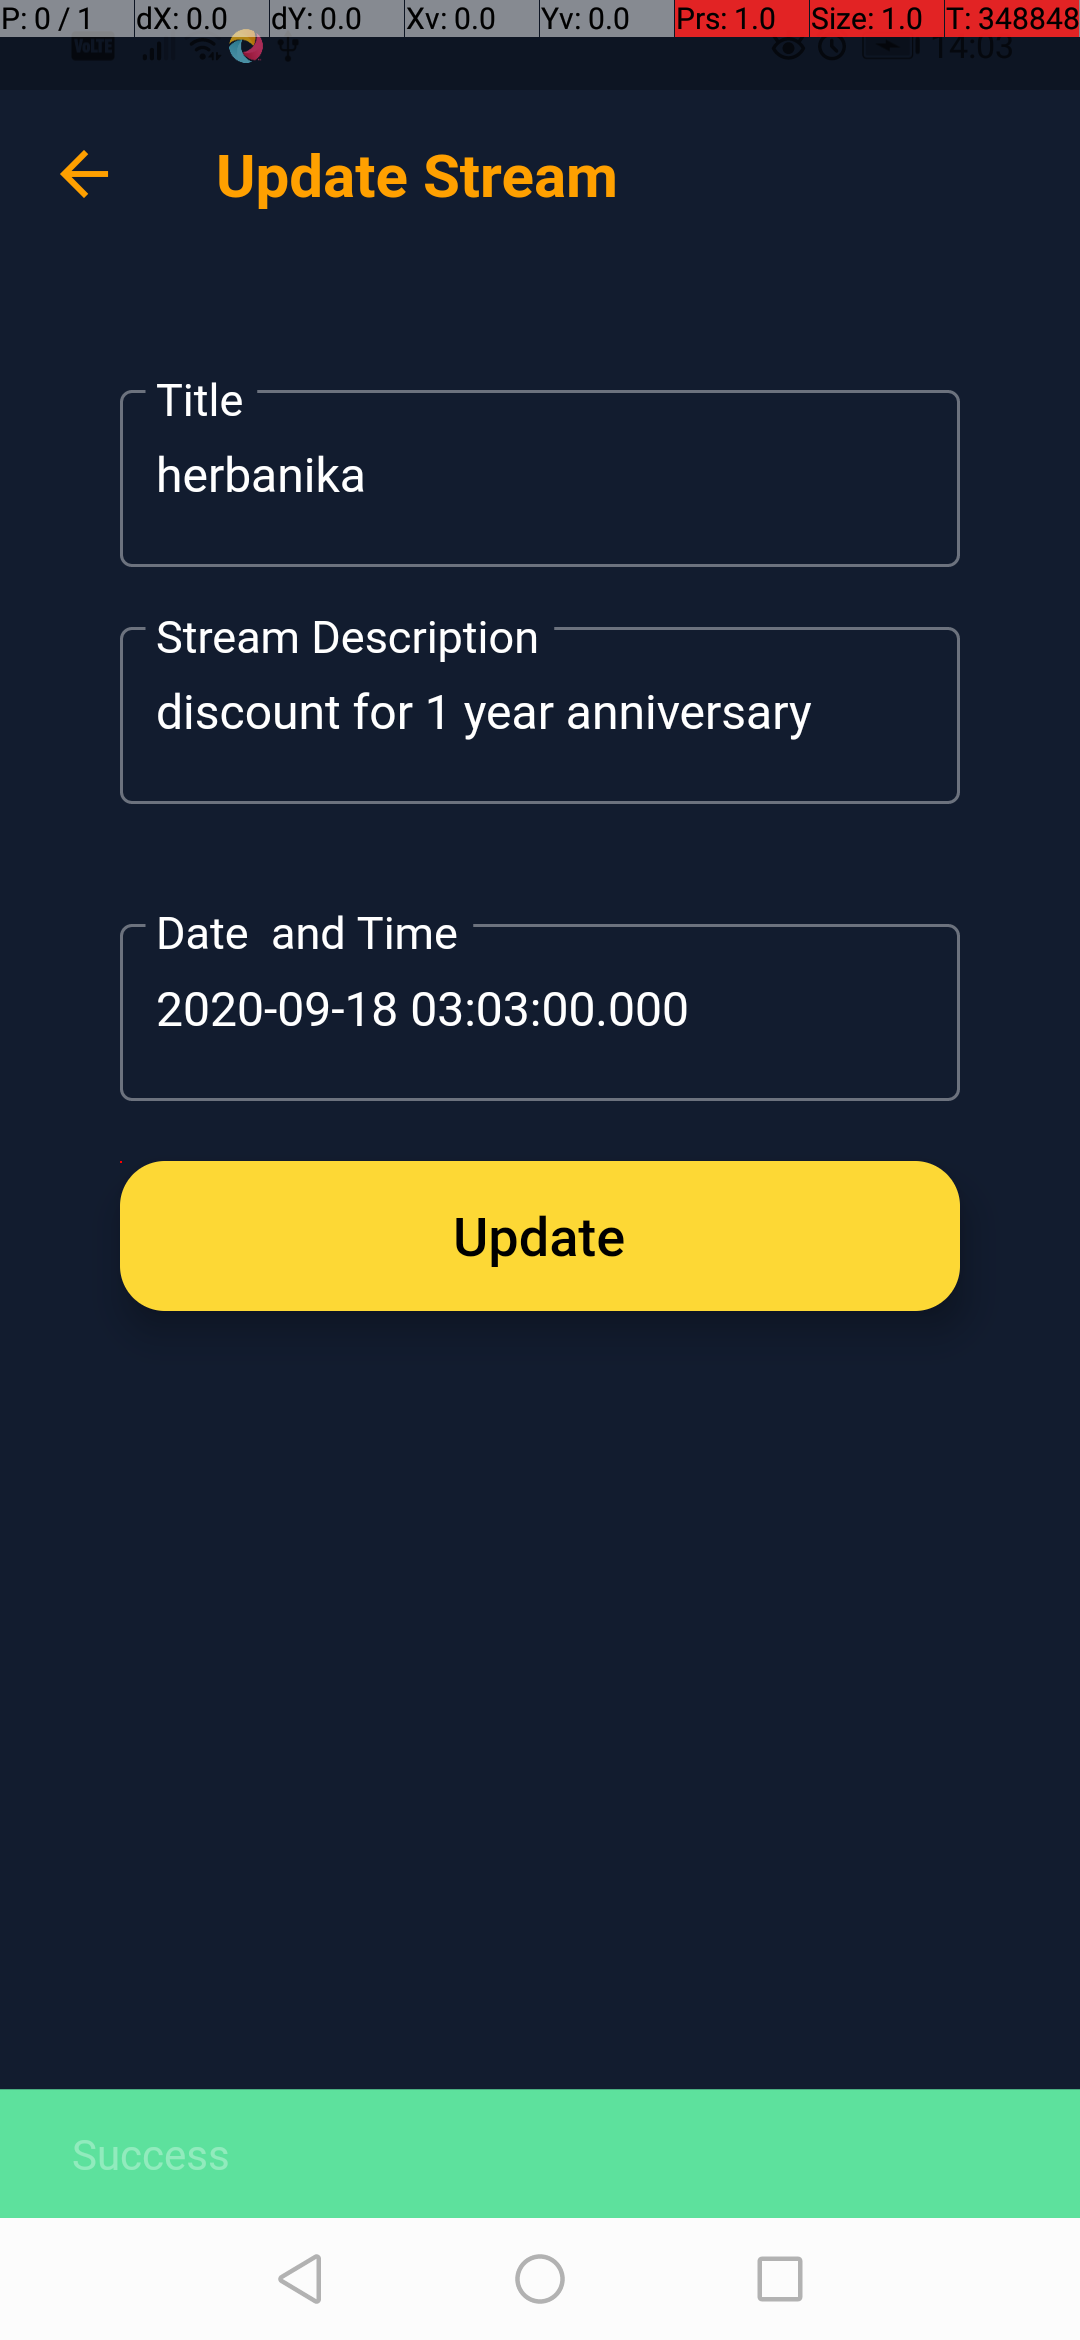 P: 0 / 1 dX: 0.0 dY: 0.0 Xv: 0.0 Yv: 0.0 Prs: 1.0 Size: 1.0 T: 348848
VoLTE 14:03
Update Stream
Title
herbanika
Stream Description
discount for 1 year anniversary
Date and Time
2020-09-18 03:03:00.000
Update
Success